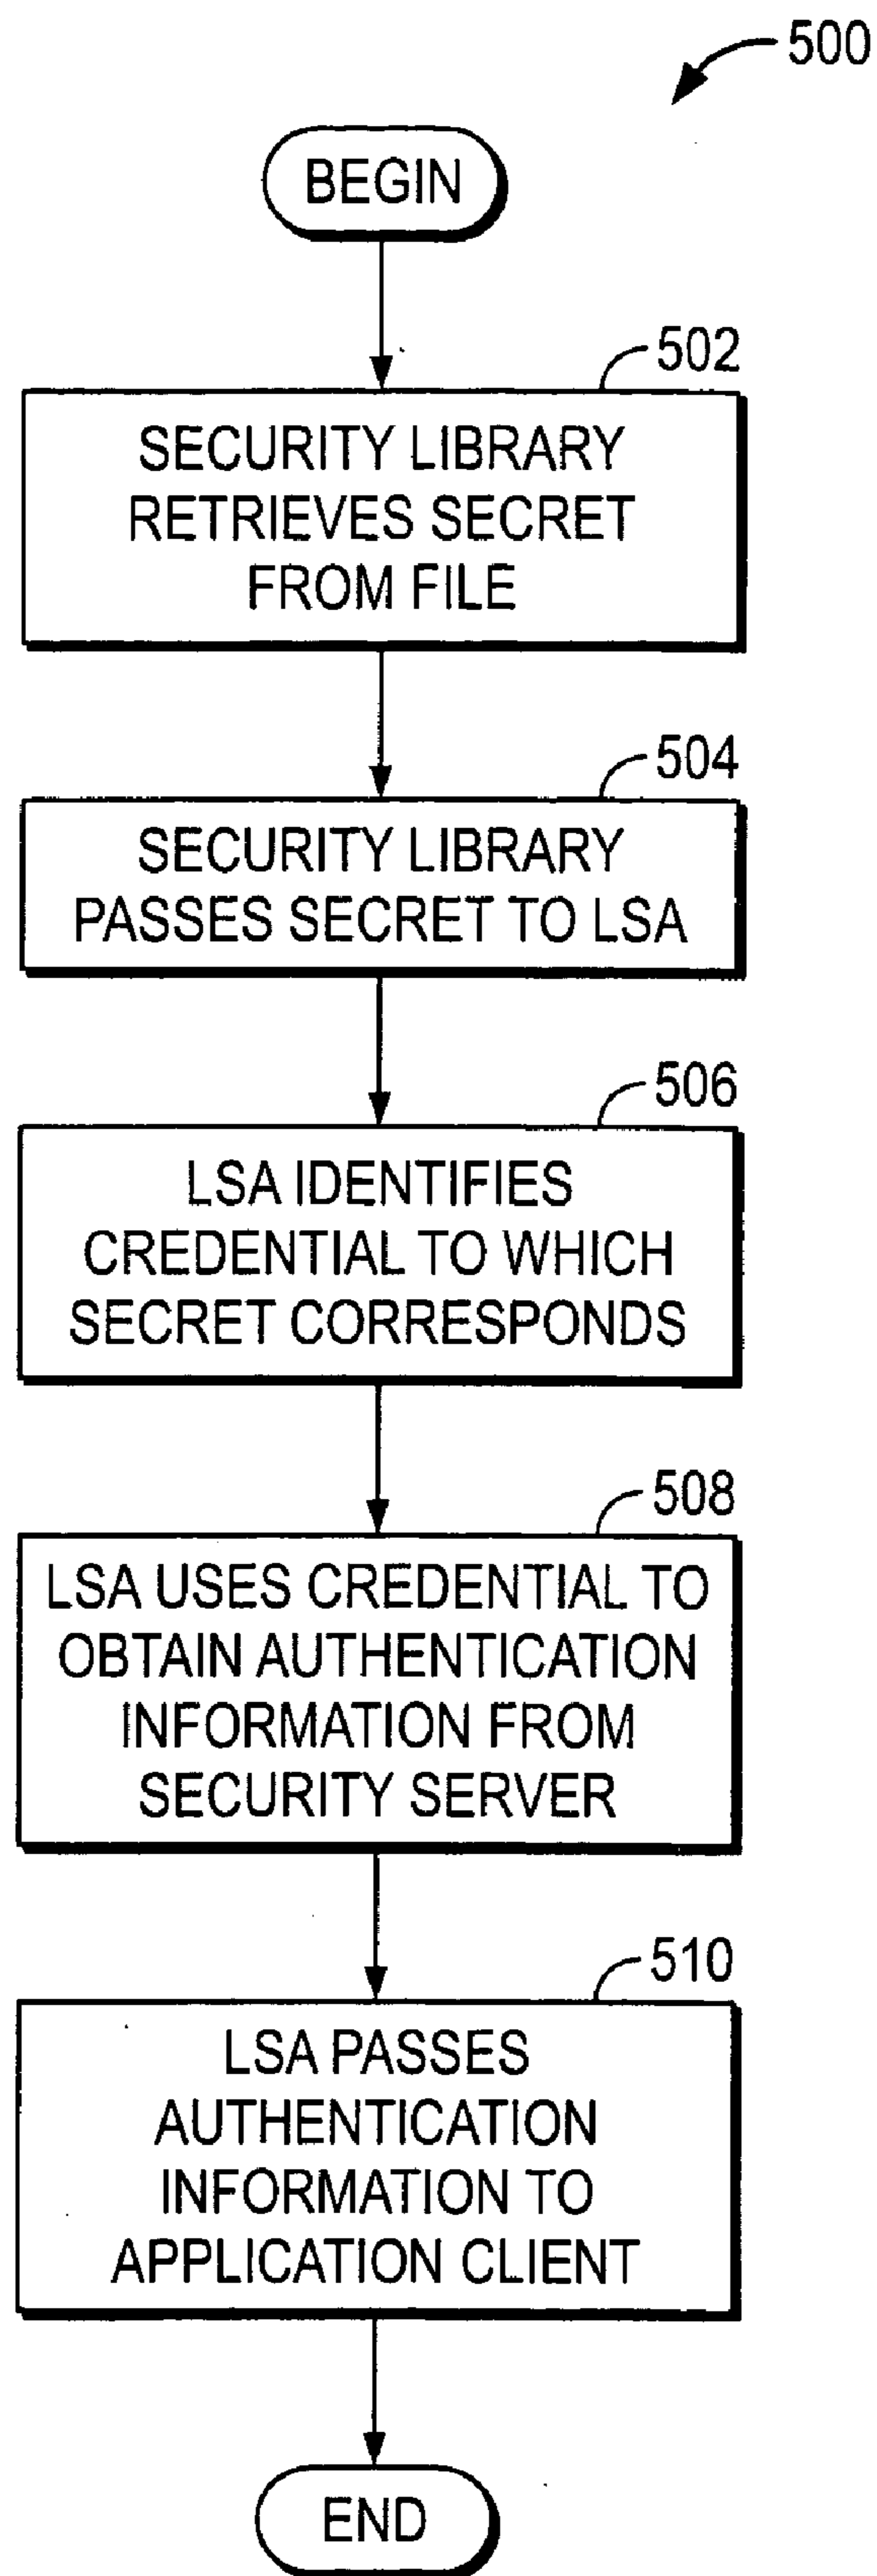 500
BEGIN
502
SECURITY LIBRARY
RETRIEVES SECRET
FROM FILE
504
SECURITY LIBRARY
PASSES SECRET TO LSA
506
LSA IDENTIFIES
CREDENTIAL TO WHICH
SECRET CORRESPONDS
508
LSA USES CREDENTIAL TO
OBTAIN AUTHENTICATION
INFORMATION FROM
SECURITY SERVER
510
LSA PASSES
AUTHENTICATION
INFORMATION TO
APPLICATION CLIENT
END